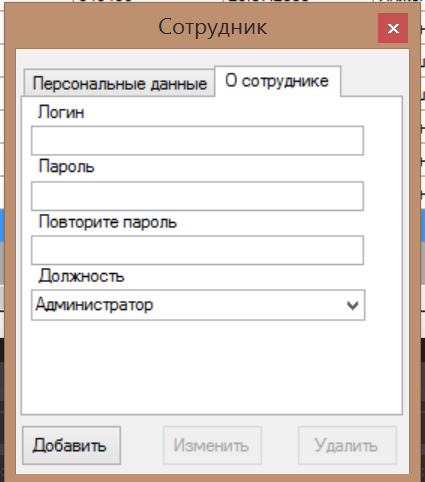 Сотрудник
Персональные данные
О сотруднике
Логин
Пароль
Повторите пароль
Должность
Администратор
Добавить
Изменить
Удалить